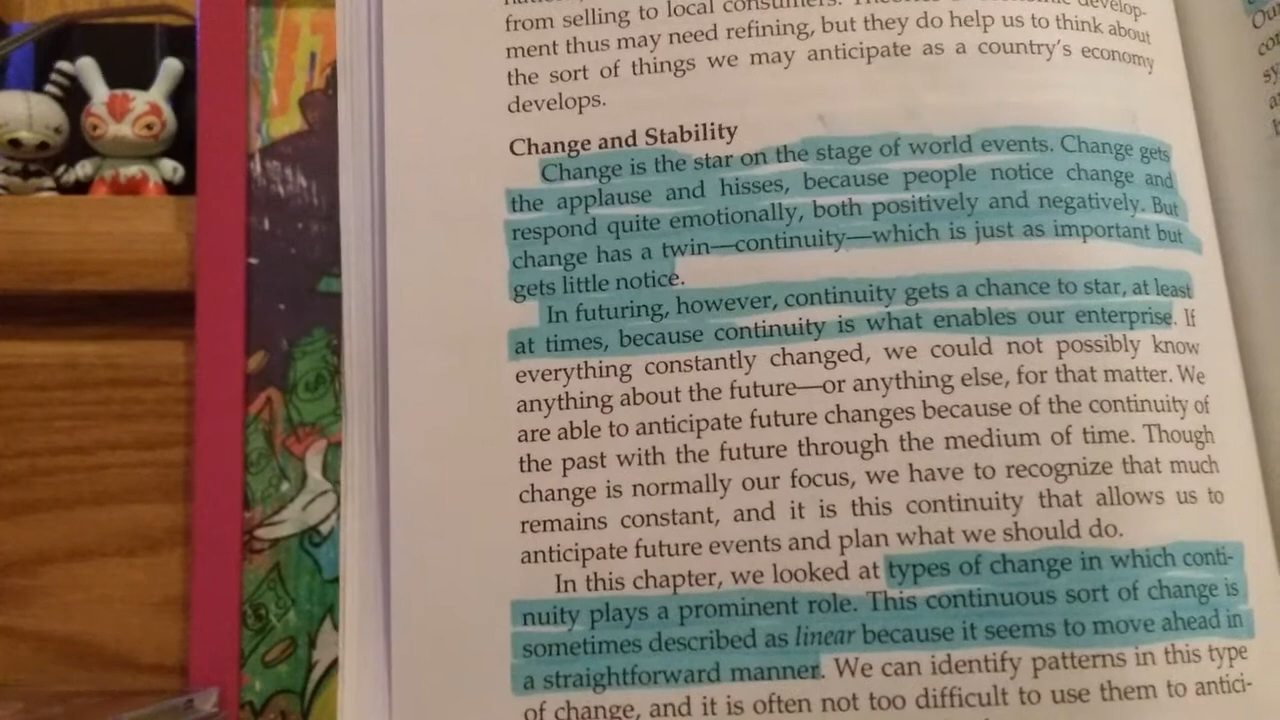 from selling to local consumers. develop-
ment thus may need refining, but they do help us to think about
the sort of things we may anticipate as a country's economy
develops.
Change and Stability
Change is the star on the stage of world events. Change gets
the applause and hisses, because people notice change and
respond quite emotionally, both positively and negatively. But
change has a twin—continuity—which is just as important but
gets little notice.
In futuring, however, continuity gets a chance to star, at least
at times, because continuity is what enables our enterprise. If
everything constantly changed, we could not possibly know
anything about the future—or anything else, for that matter. We
are able to anticipate future changes because of the continuity of
the past with the future through the medium of time. Though
change is normally our focus, we have to recognize that much
remains constant, and it is this continuity that allows us to
anticipate future events and plan what we should do.
In this chapter, we looked at types of change in which conti-
nuity plays a prominent role. This continuous sort of change is
sometimes described as linear because it seems to move ahead in
a straightforward manner. We can identify patterns in this type
of change, and it is often not too difficult to use them to antici-